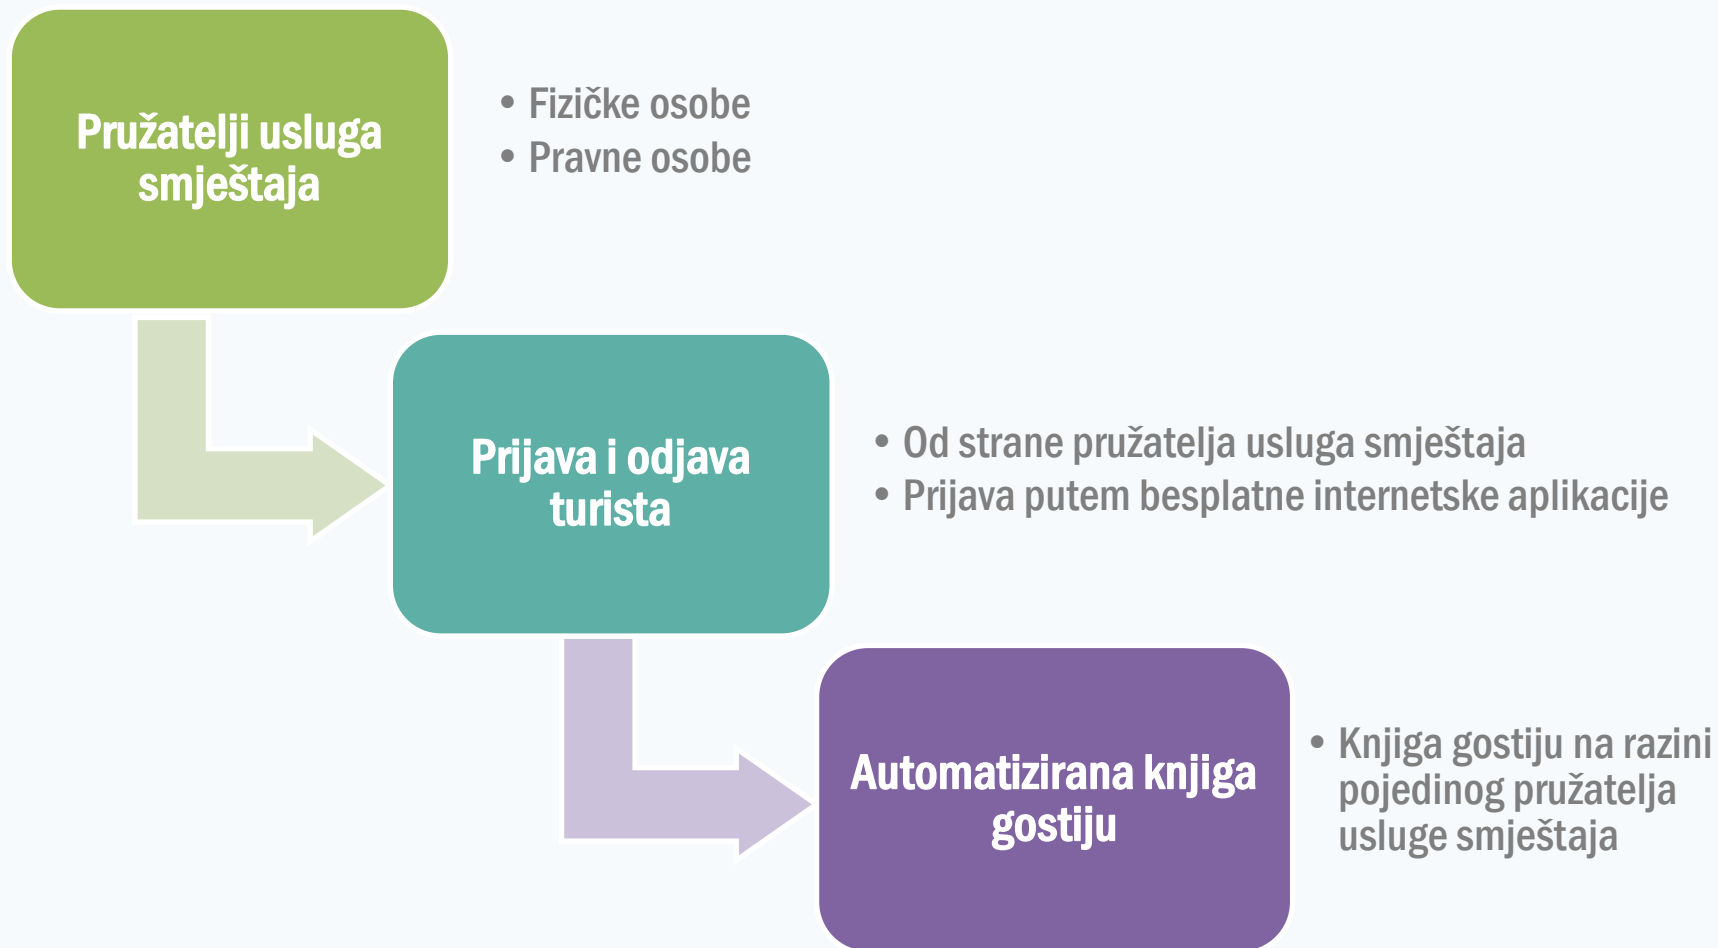 Pružatelji usluga
smještaja
• Fizičke osobe
• Pravne osobe
Prijava i odjava
turista
• Od strane pružatelja usluga smještaja
• Prijava putem besplatne internetske aplikacije
Automatizirana knjiga
gostiju
• Knjiga gostiju na razini
pojedinog pružatelja
usluge smještaja